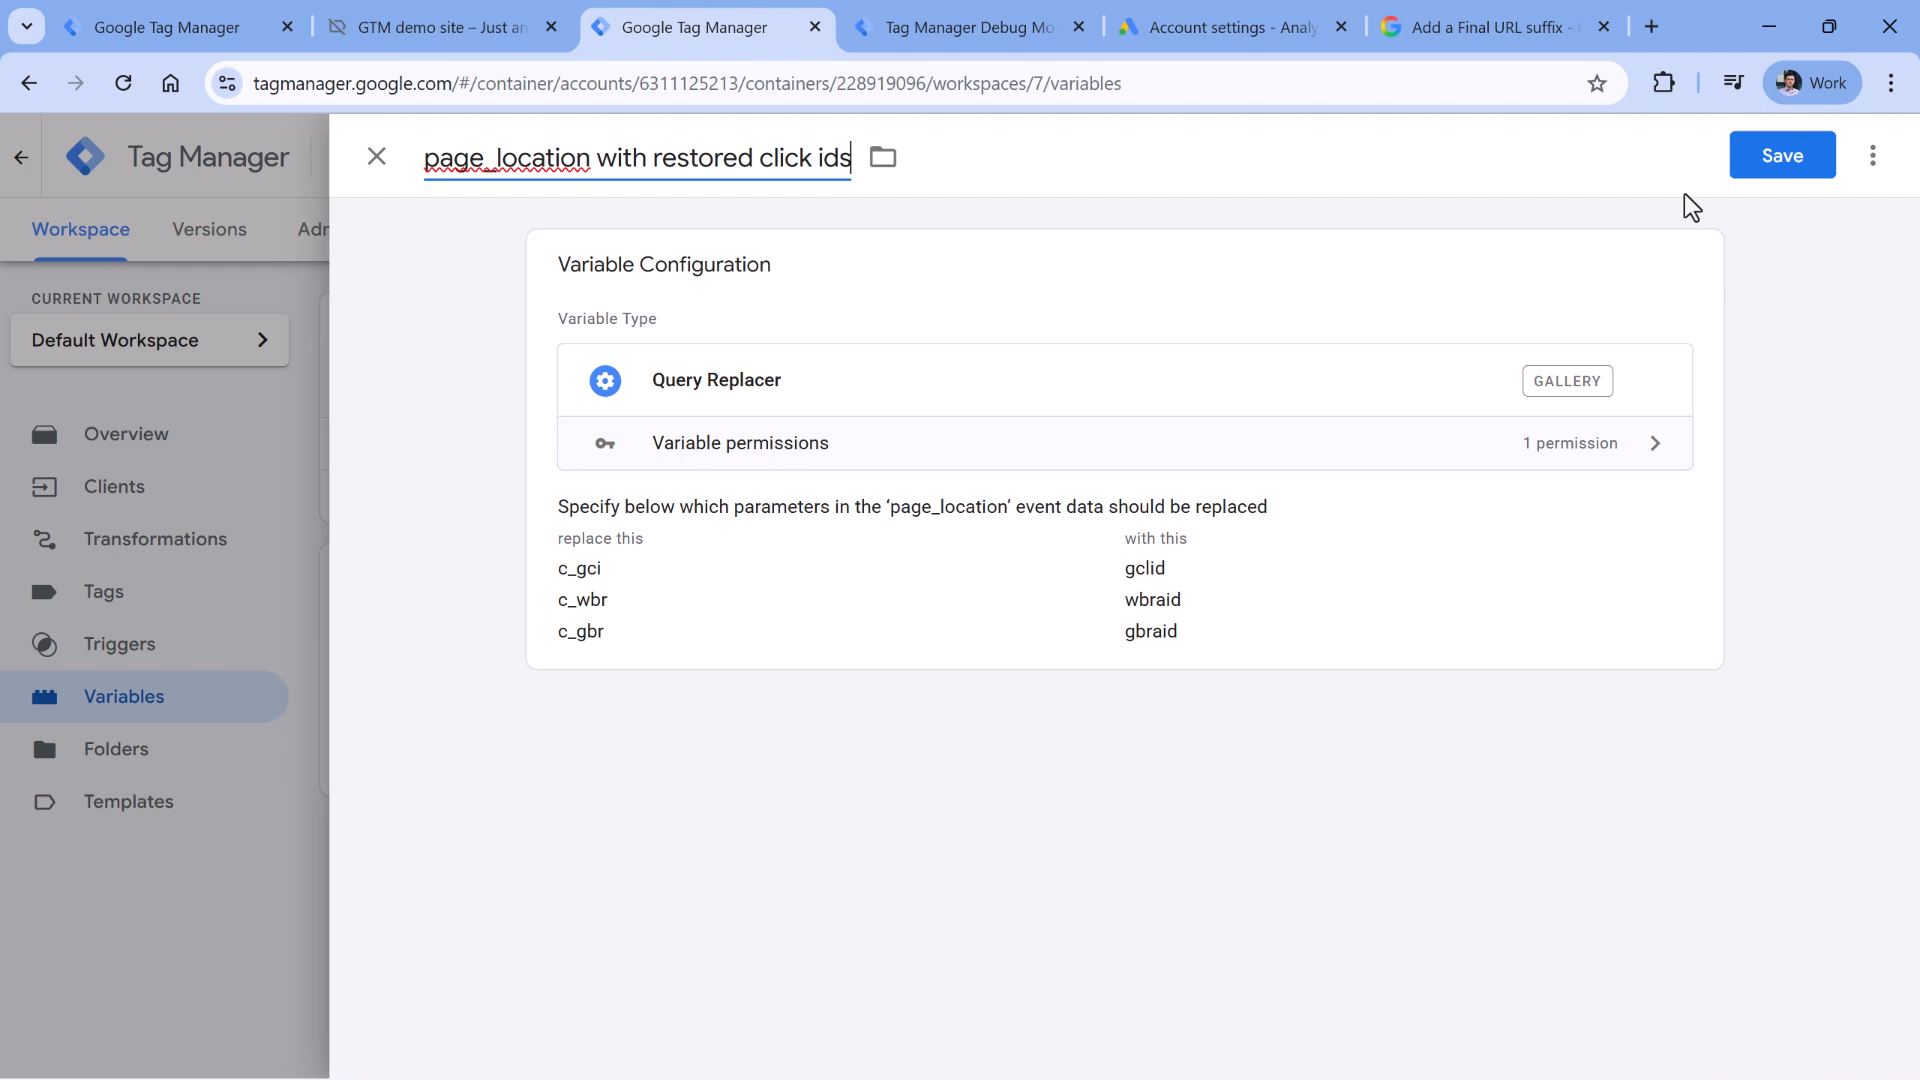 Google Tag Manager
GTM demo site – Just an
Google Tag Manager
Tag Manager Debug Mo
Account settings - Analy
Add a Final URL suffix -
tagmanager.google.com/#/container/accounts/6311125213/containers/228919096/workspaces/7/variables
Work
Tag Manager
page_location with restored click ids
Save
Workspace
Versions
Adr
CURRENT WORKSPACE
Default Workspace
Overview
Clients
Transformations
Tags
Triggers
Variables
Folders
Templates
Variable Configuration
Variable Type
Query Replacer
GALLERY
Variable permissions
1 permission
Specify below which parameters in the ‘page_location’ event data should be replaced
replace this with this
c_gci gclid
c_wbr wbraid
c_gbr gbraid